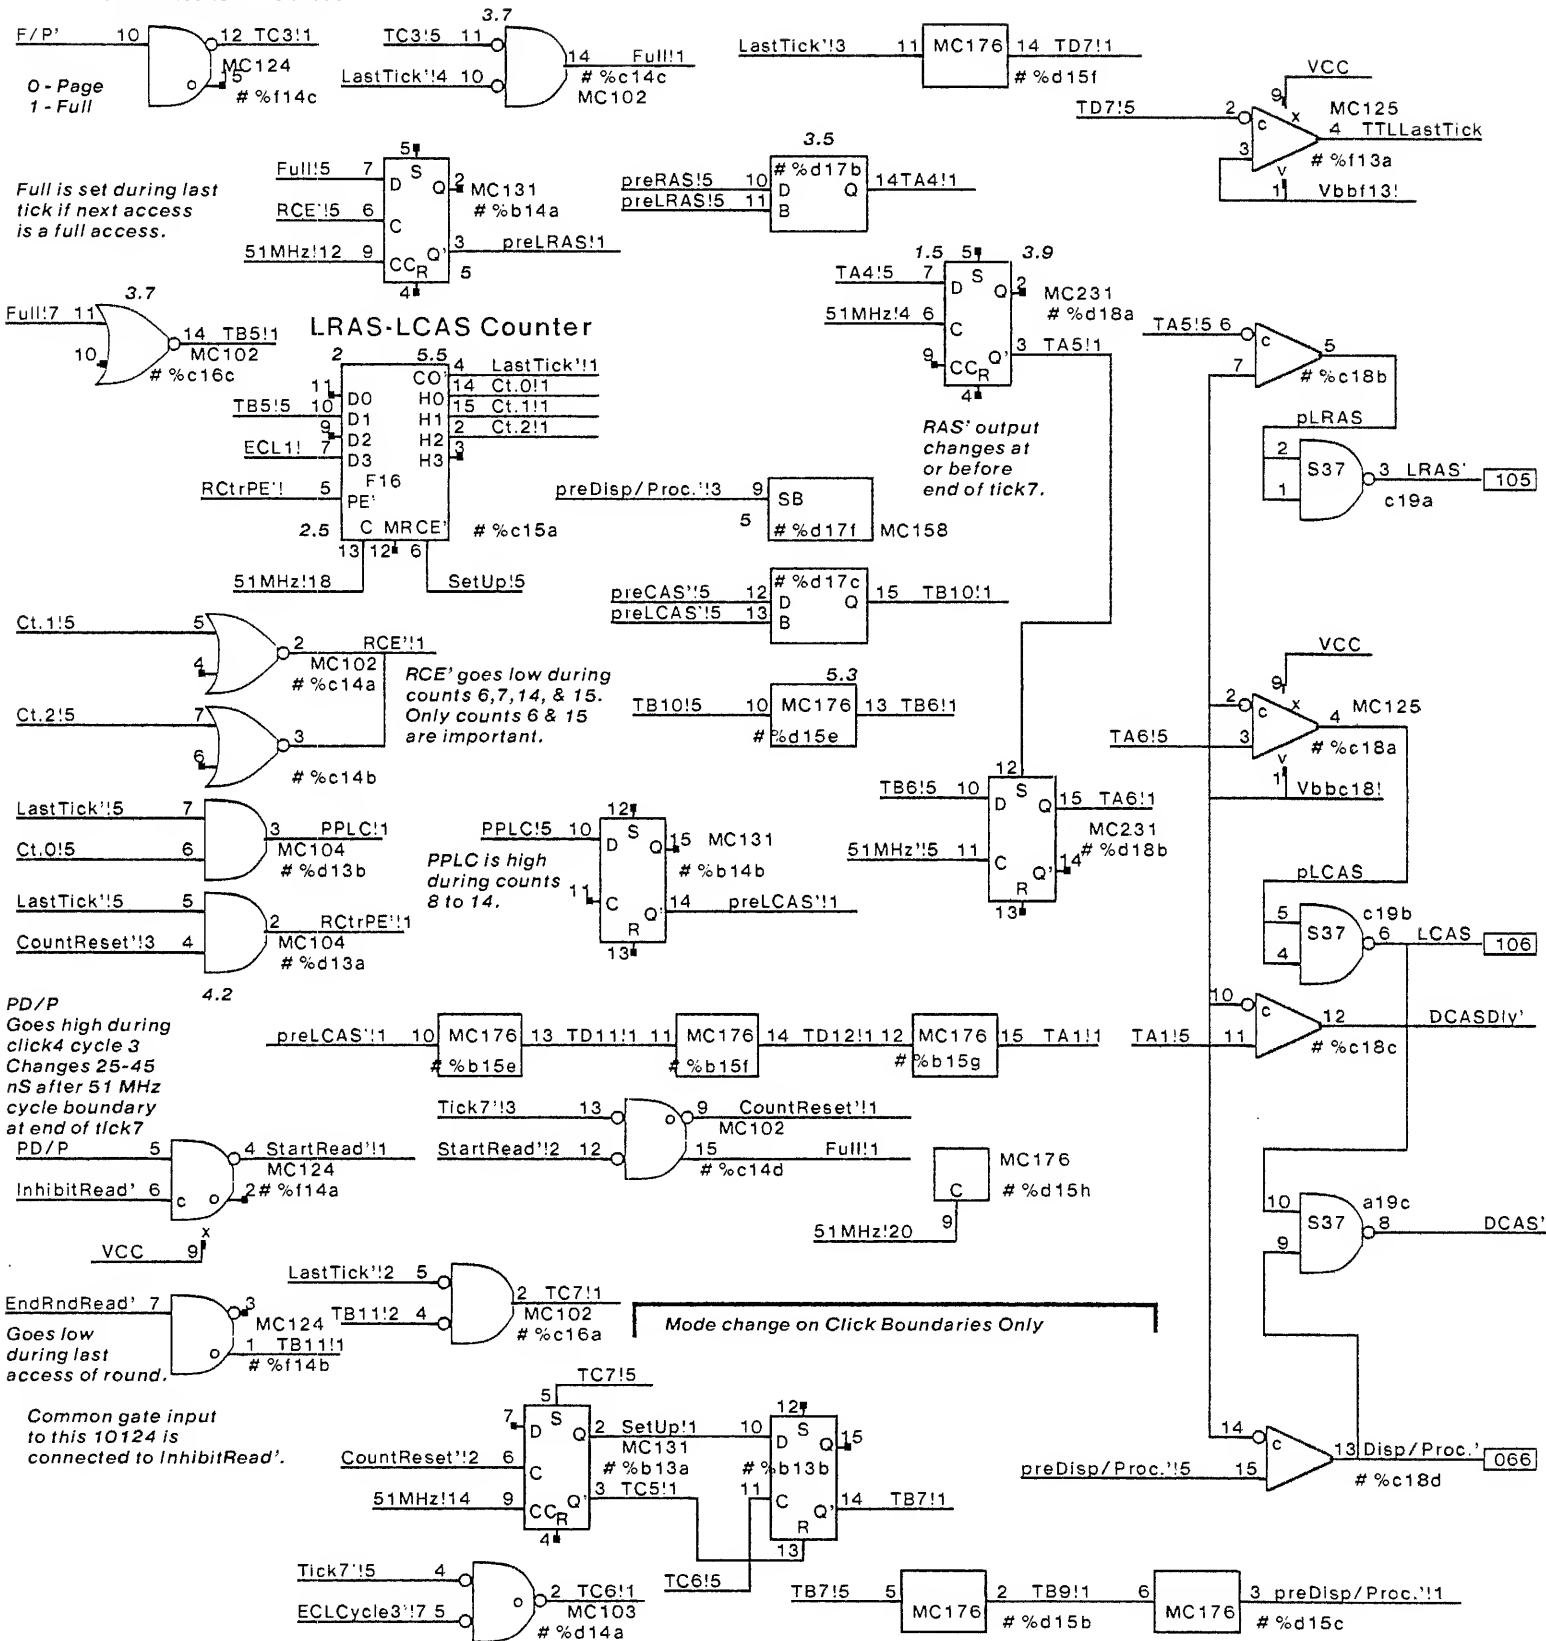 F/P' 10 12 TC3!1
MC124
15
# %f14c
0 - Page
1 - Full
3.7
TC3!5 11
LastTick'!4 10
14 Full!1
# %c14c
MC102
LastTick'!3 11 MC176 14 TD7!1
# %d15f
VCC
9 x
TD7!5 2 c
MC125
4 TTLLastTick
3
# %f13a
v
1 Vbbf13!
Full is set during last
tick if next access
is a full access.
5
Full!5 7 D S Q 2
MC131
# %b14a
RCE'!5 6 C
51MHz!12 9 CC R Q' 3 preLRAS!1
5
4
3.5
# %d17b
preRAS!5 10 D Q 14 TA4!1
preLRAS!5 11 B
1.5 5 3.9
TA4!5 7 D S Q 2
MC231
# %d18a
51MHz!4 6 C
9 CC R Q' 3 TA5!1
4
RAS' output
changes at
or before
end of tick7.
TA5!5 6 c 5
7
# %c18b
pLRAS
2
1
S37
3 LRAS' 105
c19a
3.7
Full!7 11
10
14 TB5!1
MC102
# %c16c
LRAS-LCAS Counter
2 5.5
CO' 4 LastTick'!1
11 D0 H0 14 Ct.0!1
TB5!5 10 D1 H1 15 Ct.1!1
9 D2 H2 2 Ct.2!1
ECL1! 7 D3 H3 3
F16
RCtrPE'! 5 PE'
2.5 C MR CE' # %c15a
13 12 6
51MHz!18 SetUp!5
preDisp/Proc.'!3 9 SB
5 # %d17f MC158
# %d17c
preCAS'!5 12 D Q 15 TB10!1
preLCAS'!5 13 B
Ct.1!5 5
4
2 RCE'!1
MC102
# %c14a
Ct.2!5 7
6
3
# %c14b
RCE' goes low during
counts 6,7,14, & 15.
Only counts 6 & 15
are important.
5.3
TB10!5 10 MC176 13 TB6!1
# %d15e
VCC
9 x
2 c
MC125
4
TA6!5 3
# %c18a
v
1 Vbbc18!
12
TB6!5 10 D S Q 15 TA6!1
MC231
# %d18b
51MHz'!5 11 C Q' 14
R
13
LastTick'!5 7
Ct.0!5 6
3 PPLC!1
MC104
# %d13b
12
PPLC!5 10 D S Q 15 MC131
# %b14b
PPLC is high
during counts
8 to 14.
11 C
Q' 14 preLCAS'!1
R
13
LastTick'!5 5
CountReset'!3 4
2 RCtrPE'!1
MC104
# %d13a
4.2
pLCAS
c19b
5
4
S37
6 LCAS 106
PD/P
Goes high during
click4 cycle 3
Changes 25-45
nS after 51 MHz
cycle boundary
at end of tick7
preLCAS'!1 10 MC176 13 TD11!1 11 MC176 14 TD12!1 12 MC176 15 TA1!1
# %b15e # %b15f # %b15g
10 c
TA1!5 11
12 DCASDly'
# %c18c
PD/P 5 4 StartRead'!1
MC124
InhibitRead' 6 c 2 # %f14a
VCC 9 x
Tick7'!3 13
StartRead'!2 12
9 CountReset'!1
MC102
15 Full!1
# %c14d
MC176
C # %d15h
9
51MHz!20
a19c
10
9
S37
8 DCAS'
EndRndRead' 7 3
MC124
1 TB11!1
# %f14b
Goes low
during last
access of round.
LastTick'!2 5
TB11!2 4
2 TC7!1
MC102
# %c16a
Mode change on Click Boundaries Only
Common gate input
to this 10124 is
connected to InhibitRead'.
TC7!5
5
7 D S Q 2 SetUp!1
MC131
# %b13a
CountReset'!2 6 C
51MHz!14 9 CC R Q' 3 TC5!1
4
12
10 D S Q 15
# %b13b
11 C Q' 14 TB7!1
R
13
TC6!5
14 c
preDisp/Proc.'!5 15
13 Disp/Proc.' 066
# %c18d
Tick7'!5 4
ECLCycle3'!7 5
2 TC6!1
MC103
# %d14a
TB7!5 5 MC176 2 TB9!1 6 MC176 3 preDisp/Proc.'!1
# %d15b # %d15c